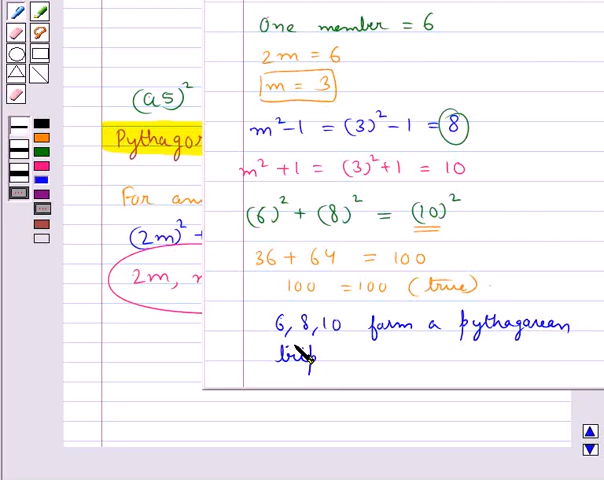 One member = 6
2m = 6
m = 3
m² - 1 = (3)² - 1 = 8
m² + 1 = (3)² + 1 = 10
(6)² + (8)² = (10)²
36 + 64 = 100
100 = 100 (true).
6, 8, 10 form a pythagorean
trip
(a5)²
Pythagor
For an
(2m)² +
2m,